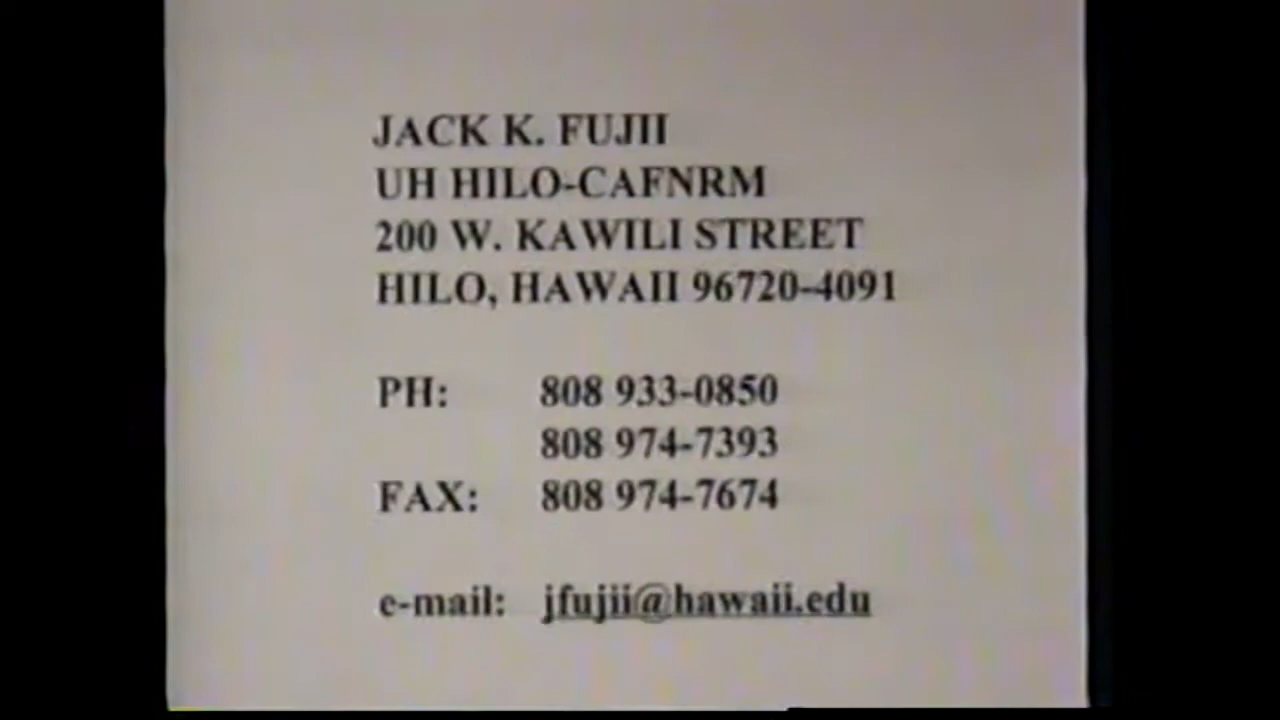 JACK K. FUJII
UH HILO-CAFNRM
200 W. KAWILI STREET
HILO, HAWAII 96720-4091
PH: 808 933-0850
808 974-7393
FAX: 808 974-7674
e-mail: jfujii@hawaii.edu